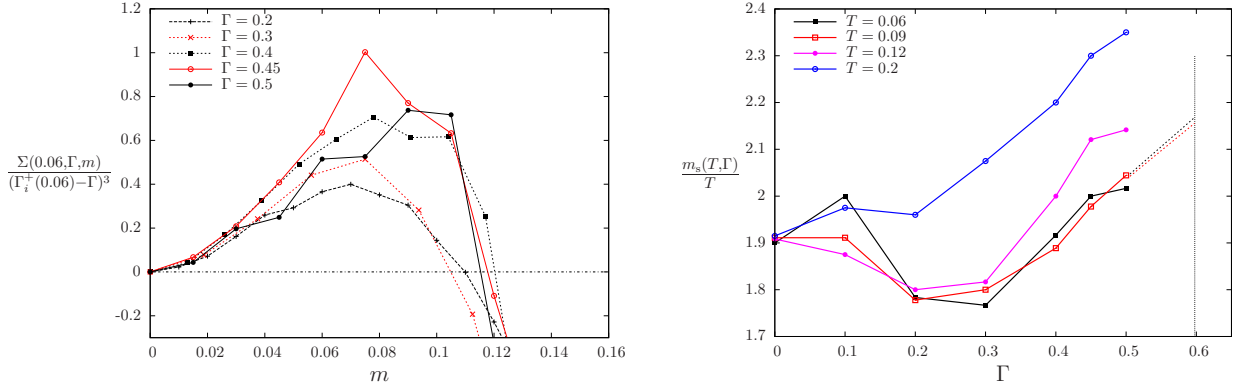 1.2
1
0.8
0.6
0.4
0.2
0
-0.2
Γ = 0.2
Γ = 0.3
Γ = 0.4
Γ = 0.45
Γ = 0.5
Σ(0.06,Γ,m)
(Γᵢ⁺(0.06)−Γ)³
0 0.02 0.04 0.06 0.08 0.1 0.12 0.14 0.16
m
2.4
2.3
2.2
2.1
2
1.9
1.8
1.7
T = 0.06
T = 0.09
T = 0.12
T = 0.2
mₛ(T,Γ)
T
0 0.1 0.2 0.3 0.4 0.5 0.6
Γ